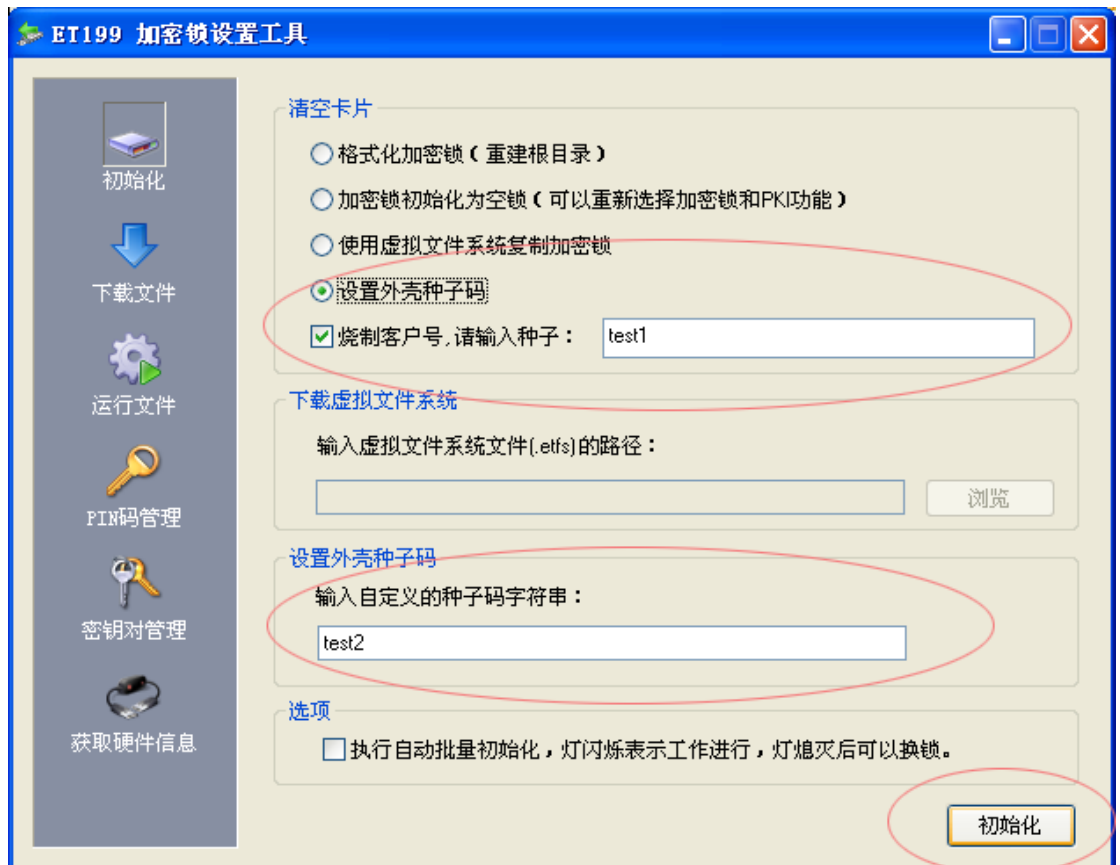 ET199 加密锁设置工具
初始化
下载文件
运行文件
PIN码管理
密钥对管理
获取硬件信息
清空卡片
格式化加密锁(重建根目录)
加密锁初始化为空锁(可以重新选择加密锁和PKI功能)
使用虚拟文件系统复制加密锁
设置外壳种子码
烧制客户号,请输入种子: test1
下载虚拟文件系统
输入虚拟文件系统文件(.etfs)的路径:
浏览
设置外壳种子码
输入自定义的种子码字符串:
test2
选项
执行自动批量初始化,灯闪烁表示工作进行,灯熄灭后可以换锁。
初始化